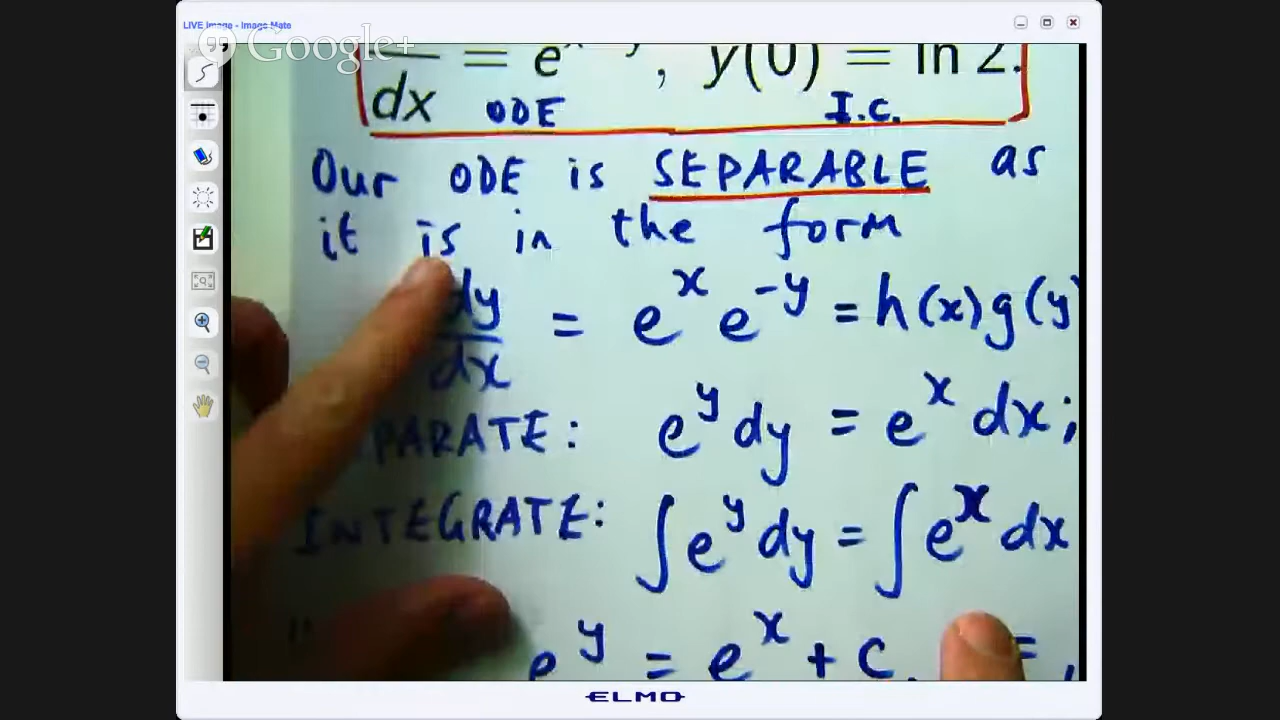 LIVE Image - Image Mate
Google+
dx = e , y(0) = ln 2.
ODE I.C.
Our ODE is SEPARABLE as
it is in the form
dy/dx = e^x e^-y = h(x)g(y)
e^y dy = e^x dx;
INTEGRATE: ∫e^y dy = ∫e^x dx
e^y = e^x + c
ELMO